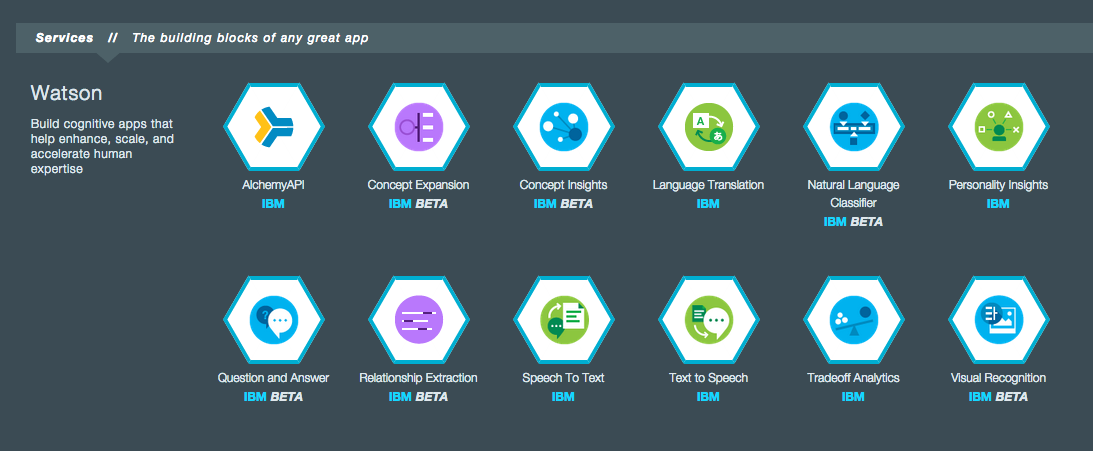 Services // The building blocks of any great app
Watson
Build cognitive apps that
help enhance, scale, and
accelerate human
expertise
A
あ
AlchemyAPI
IBM
Concept Expansion
IBM BETA
Concept Insights
IBM BETA
Language Translation
IBM
Natural Language
Classifier
IBM BETA
Personality Insights
IBM
?
Question and Answer
IBM BETA
Relationship Extraction
IBM BETA
Speech To Text
IBM
Text to Speech
IBM
Tradeoff Analytics
IBM
Visual Recognition
IBM BETA